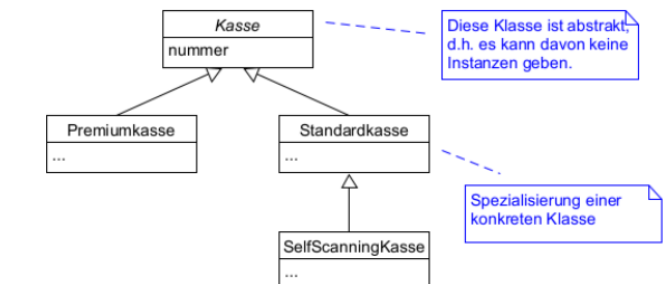 Kasse
nummer
Diese Klasse ist abstrakt,
d.h. es kann davon keine
Instanzen geben.
Premiumkasse
...
Standardkasse
...
Spezialisierung einer
konkreten Klasse
SelfScanningKasse
...